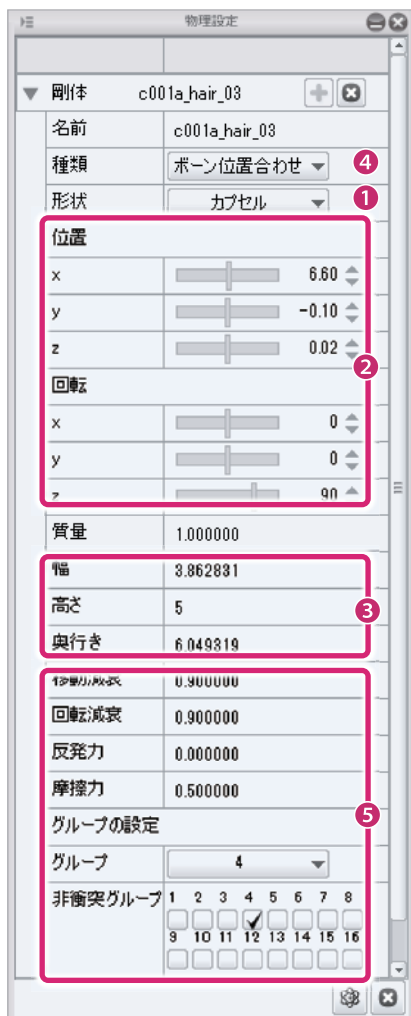 物理設定
剛体 c001a_hair_03
名前 c001a_hair_03
種類 ボーン位置合わせ 4
形状 カプセル 1
位置
x 6.60
y -0.10
z 0.02
2
回転
x 0
y 0
z 90
質量 1.000000
幅 3.862831
高さ 5
3
奥行き 6.049319
移動減衰 0.900000
回転減衰 0.900000
反発力 0.000000
摩擦力 0.500000
5
グループの設定
グループ 4
非衝突グループ 1 2 3 4 5 6 7 8
9 10 11 12 13 14 15 16